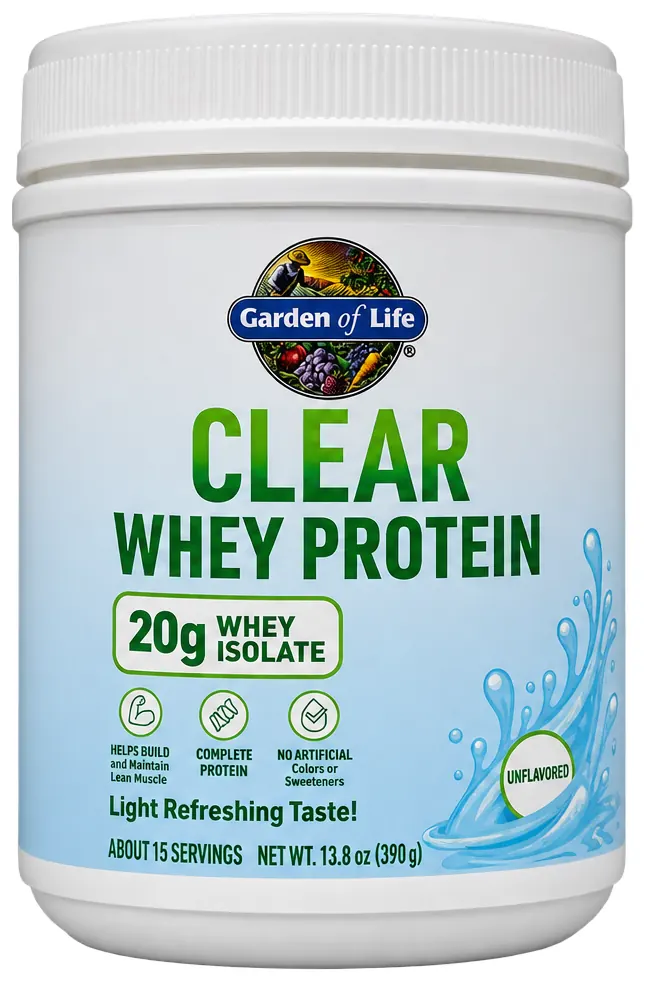 Garden of Life
®
CLEAR
WHEY PROTEIN
20g WHEY
ISOLATE
HELPS BUILD
and Maintain
Lean Muscle
COMPLETE
PROTEIN
NO ARTIFICIAL
Colors or
Sweeteners
UNFLAVORED
Light Refreshing Taste!
ABOUT 15 SERVINGS NET WT. 13.8 oz (390g)